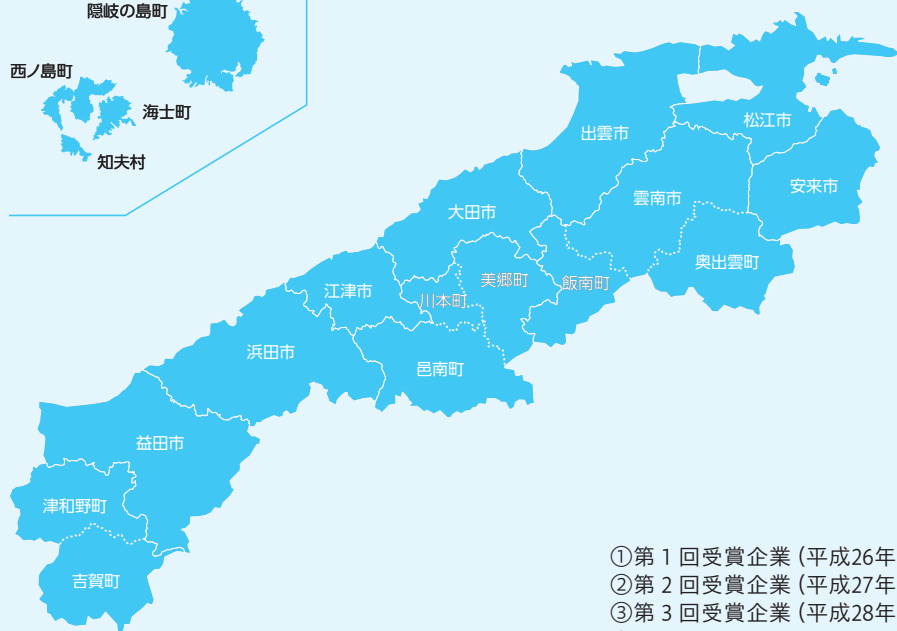 隠岐の島町
西ノ島町
海士町
知夫村
松江市
出雲市
安来市
雲南市
大田市
奥出雲町
美郷町
飯南町
江津市
川本町
浜田市
邑南町
益田市
津和野町
吉賀町
①第1回受賞企業(平成26年
②第2回受賞企業(平成27年
③第3回受賞企業(平成28年